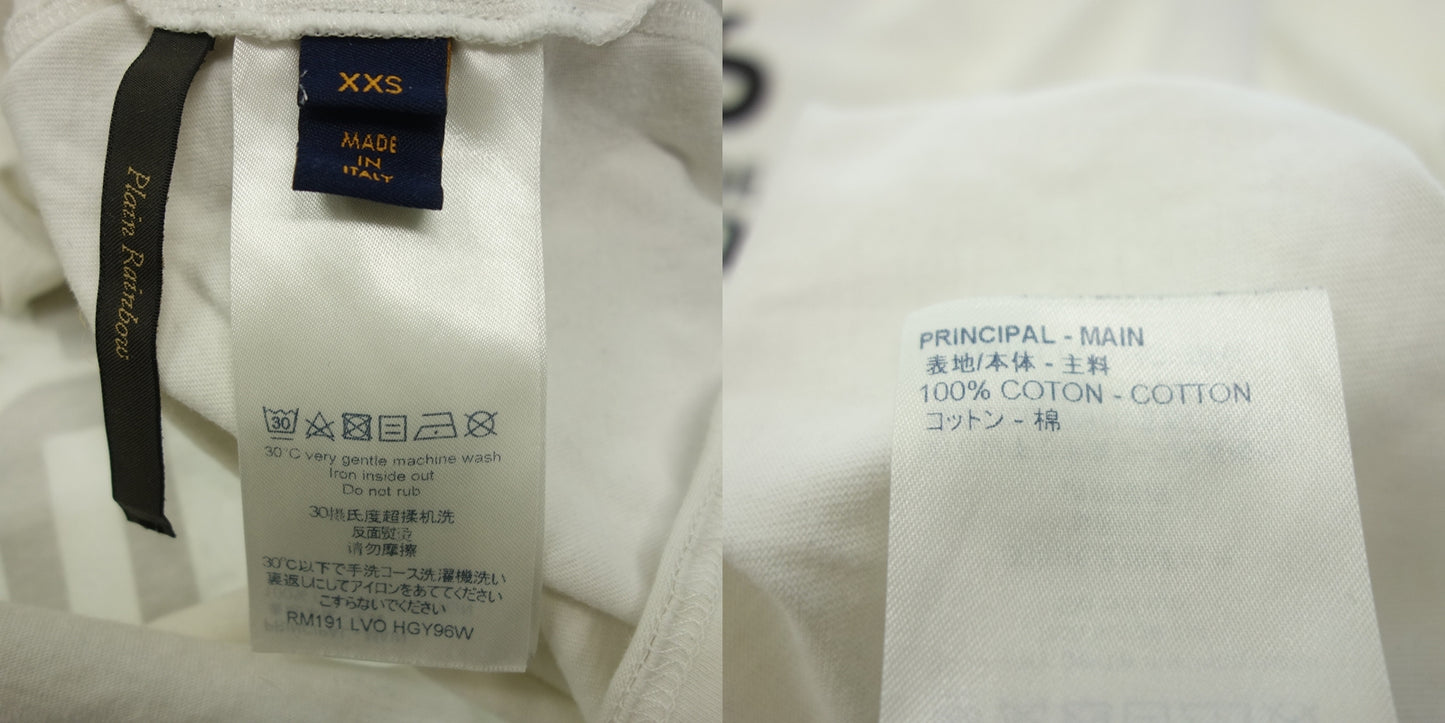 XXS
MADE
IN
ITALY
Plain Rainbow
30
30°C very gentle machine wash
Iron inside out
Do not rub
30摄氏度超揉机洗
反面熨烫
请勿摩擦
30°C以下で手洗コース洗濯機洗い
裏返しにしてアイロンをあててください
こすらないでください
RM191 LVO HGY96W
PRINCIPAL - MAIN
表地/本体 - 主料
100% COTON - COTTON
コットン - 棉